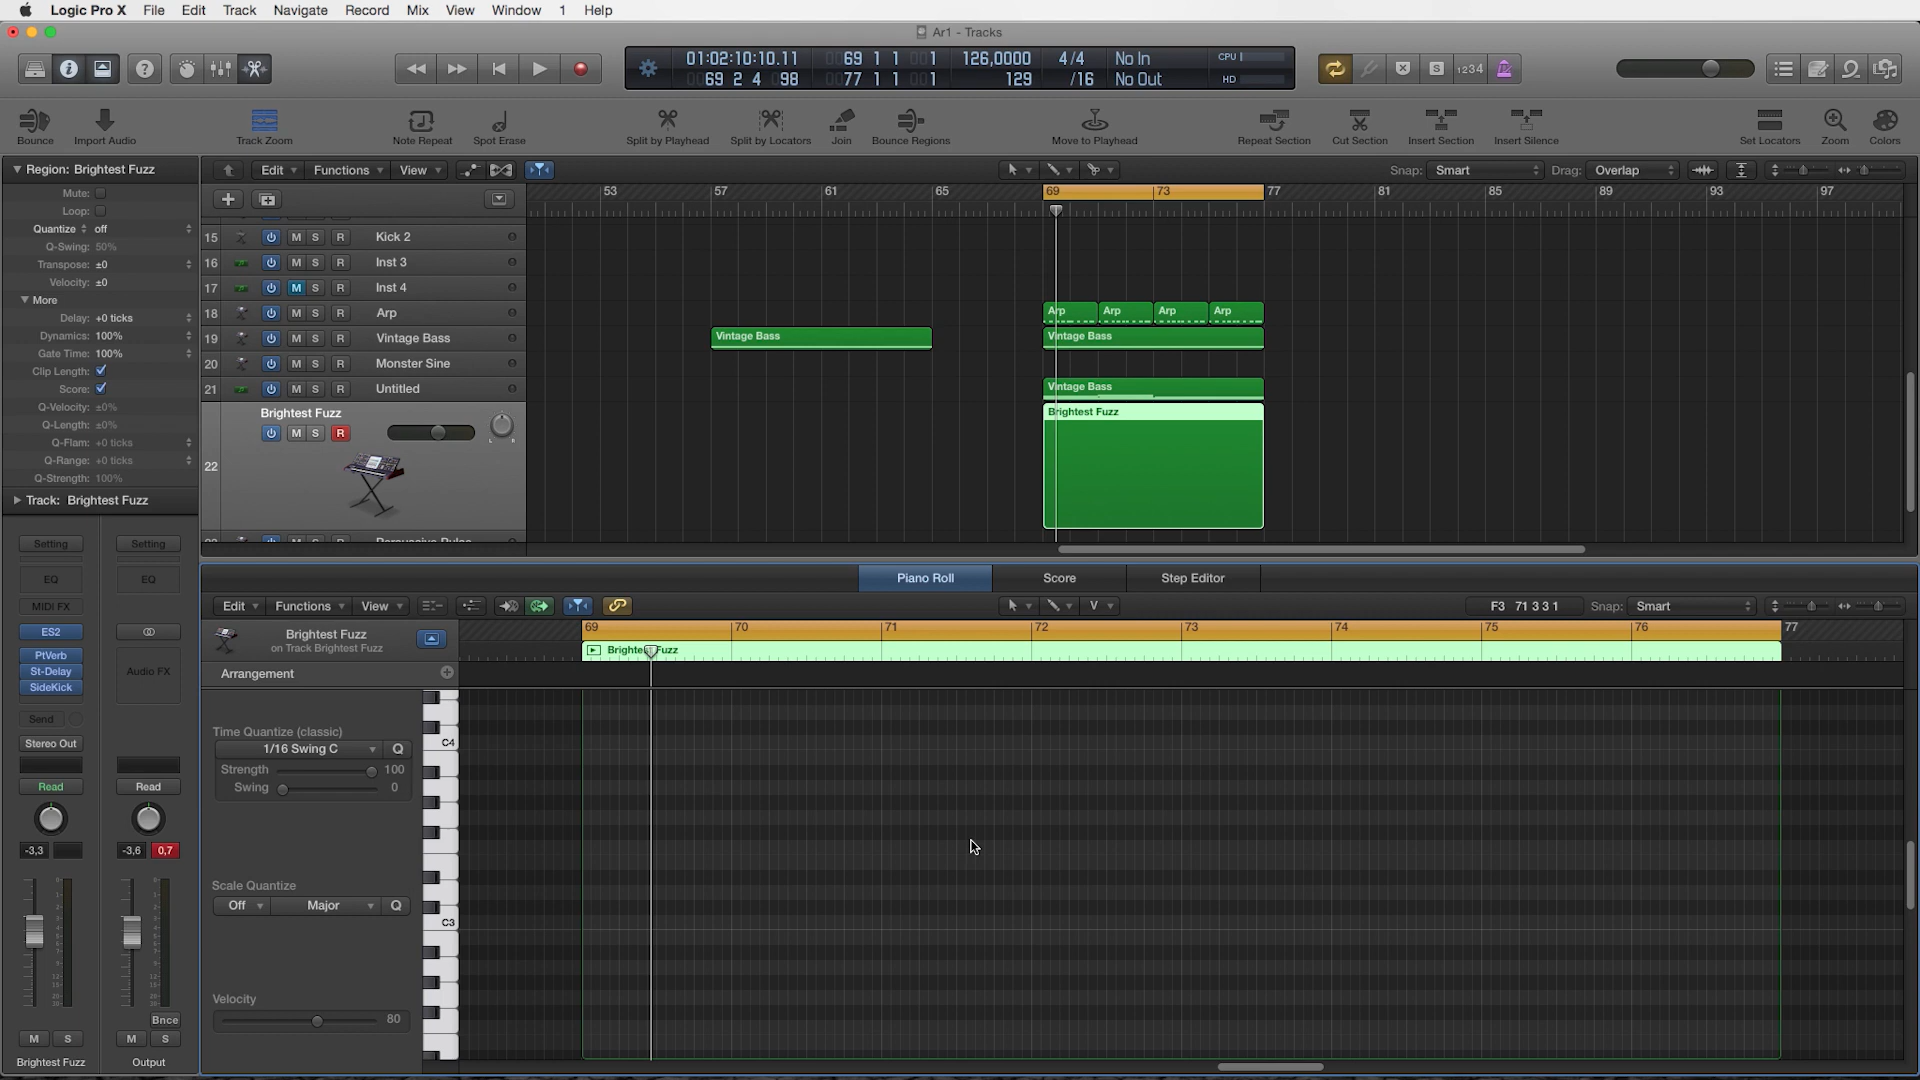 Logic Pro X File Edit Track Navigate Record Mix View Window 1 Help
Ar1 - Tracks
01:02:10:10.11 69 1 1 001 126,0000 4/4 No In CPU
69 2 4 98 0077 1 1 001 129 /16 No Out HD
1234
Bounce Import Audio Track Zoom Note Repeat Spot Erase Split by Playhead Split by Locators Join Bounce Regions Move to Playhead Repeat Section Cut Section Insert Section Insert Silence Set Locators Zoom Colors
Region: Brightest Fuzz
Edit Functions View
Snap: Smart Drag: Overlap
Mute:
Loop:
Quantize off
Q-Swing: 50%
Transpose: ±0
Velocity: ±0
More
Delay: +0 ticks
Dynamics: 100%
Gate Time: 100%
Clip Length:
Score:
Q-Velocity: ±0%
Q-Length: ±0%
Q-Flam: +0 ticks
Q-Range: +0 ticks
Q-Strength: 100%
Track: Brightest Fuzz
53 57 61 65 69 73 77 81 85 89 93 97
15 M S R Kick 2
16 M S R Inst 3
17 M S R Inst 4
18 M S R Arp
19 M S R Vintage Bass
20 M S R Monster Sine
21 M S R Untitled
Brightest Fuzz
M S R
22
L R
Percussive Pulse
Arp Arp Arp Arp
Vintage Bass Vintage Bass
Vintage Bass
Brightest Fuzz
Setting Setting
EQ EQ
MIDI FX
ES2
PtVerb
St-Delay Audio FX
SideKick
Send
Stereo Out
Read Read
-3,3 -3,6 0,7
Bnce
M S M S
Brightest Fuzz Output
Piano Roll Score Step Editor
Edit Functions View V F3 71 3 3 1 Snap: Smart
Brightest Fuzz
on Track Brightest Fuzz
69 70 71 72 73 74 75 76 77
Brightest Fuzz
Arrangement
Time Quantize (classic)
1/16 Swing C Q
Strength 100
Swing 0
Scale Quantize
Off Major Q
Velocity
80
C4
C3